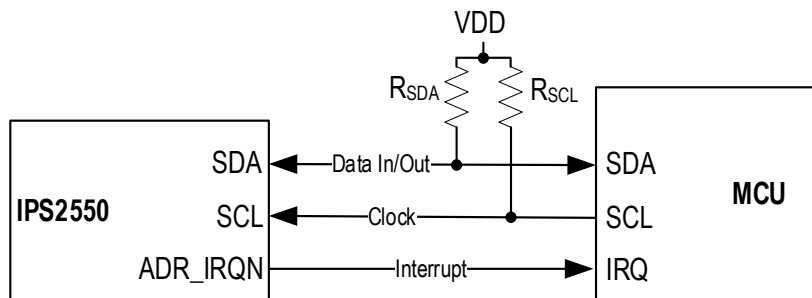 VDD
RSDA
RSCL
SDA Data In/Out SDA
IPS2550 SCL Clock SCL MCU
ADR_IRQN Interrupt IRQ